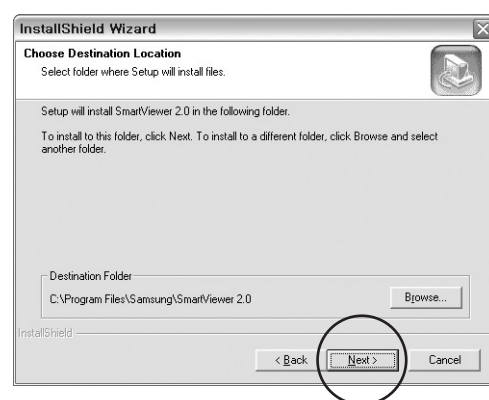 InstallShield Wizard
Choose Destination Location
Select folder where Setup will install files.
Setup will install SmartViewer 2.0 in the following folder.
To install to this folder, click Next. To install to a different folder, click Browse and select
another folder.
Destination Folder
C:\Program Files\Samsung\SmartViewer 2.0
Browse...
InstallShield
< Back
Next >
Cancel